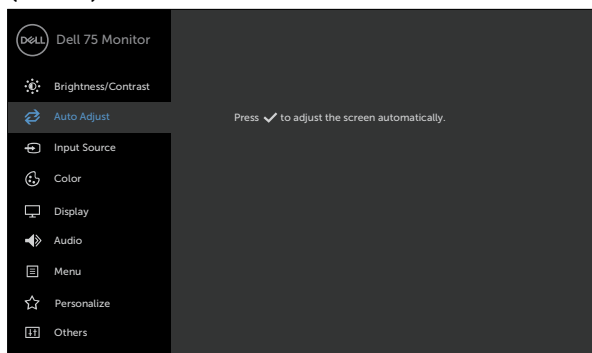 DELL Dell 75 Monitor
Brightness/Contrast
Auto Adjust
Press ✓ to adjust the screen automatically.
Input Source
Color
Display
Audio
Menu
Personalize
Others